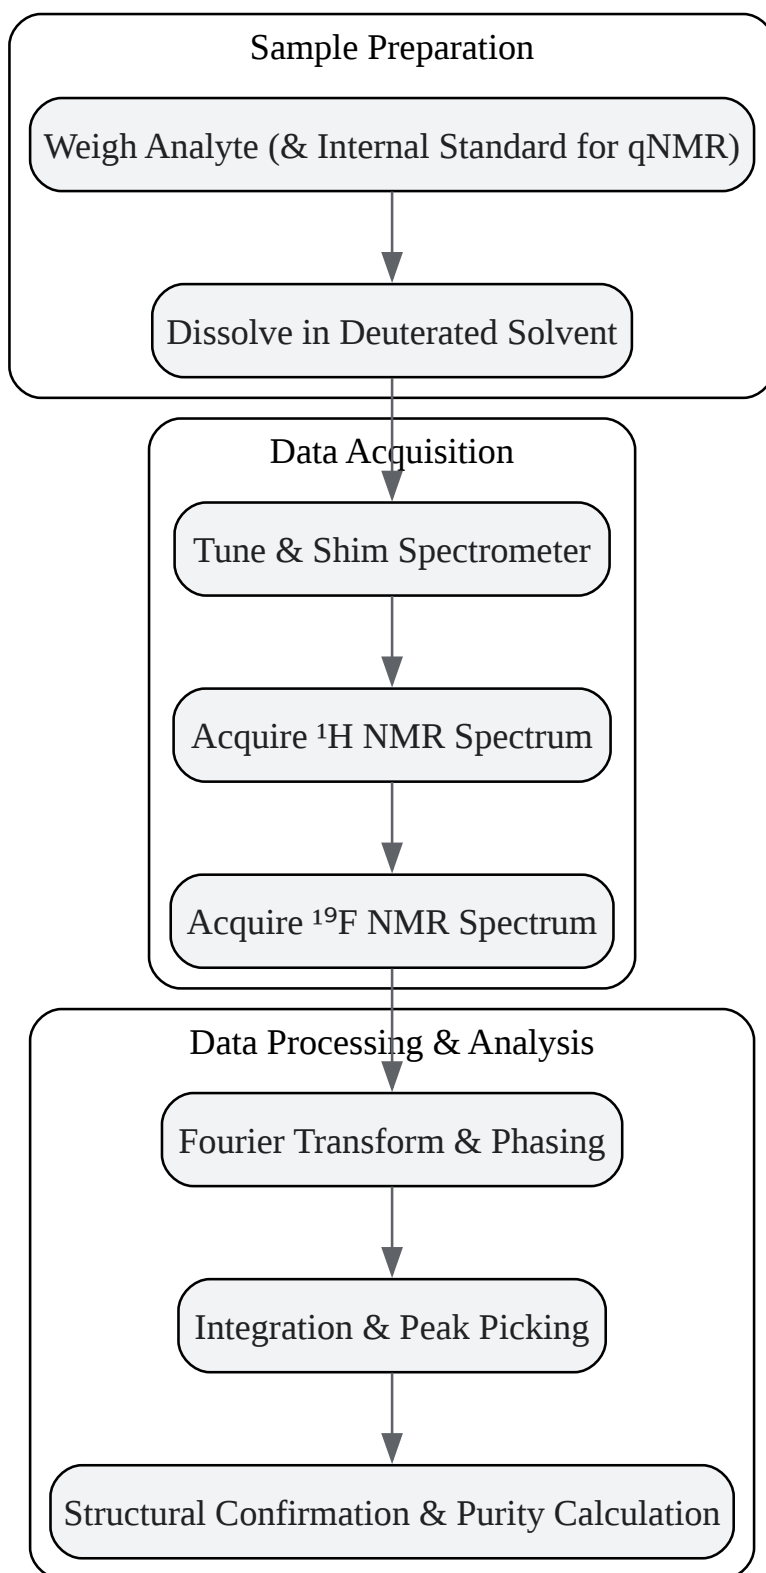 Sample Preparation
Weigh Analyte (& Internal Standard for qNMR)
Dissolve in Deuterated Solvent
Data Acquisition
Tune & Shim Spectrometer
Acquire ¹H NMR Spectrum
Acquire ¹⁹F NMR Spectrum
Data Processing & Analysis
Fourier Transform & Phasing
Integration & Peak Picking
Structural Confirmation & Purity Calculation